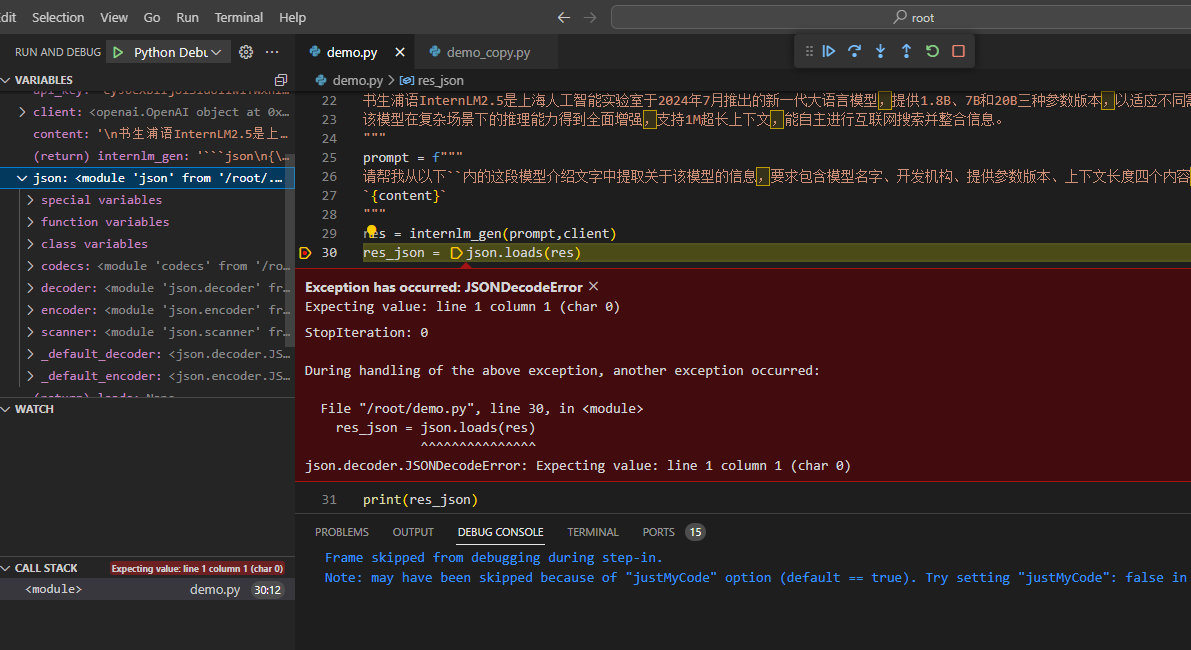 dit Selection View Go Run Terminal Help
root
RUN AND DEBUG Python Debu
demo.py demo_copy.py
demo.py > res_json
VARIABLES
client: <openai.OpenAI object at 0x…
content: '\n书生浦语InternLM2.5是上…
(return) internlm_gen: '```json\n{\…
json: <module 'json' from '/root/...
special variables
function variables
class variables
codecs: <module 'codecs' from '/ro…
decoder: <module 'json.decoder' fr…
encoder: <module 'json.encoder' fr…
scanner: <module 'json.scanner' fr…
_default_decoder: <json.decoder.JS…
_default_encoder: <json.encoder.JS…
(return) loads: None
WATCH
CALL STACK Expecting value: line 1 column 1 (char 0)
<module> demo.py 30:12
22 书生浦语InternLM2.5是上海人工智能实验室于2024年7月推出的新一代大语言模型，提供1.8B、7B和20B三种参数版本，以适应不同需
23 该模型在复杂场景下的推理能力得到全面增强，支持1M超长上下文，能自主进行互联网搜索并整合信息。
24 """
25 prompt = f"""
26 请帮我从以下``内的这段模型介绍文字中提取关于该模型的信息，要求包含模型名字、开发机构、提供参数版本、上下文长度四个内容
27 `{content}`
28 """
29 res = internlm_gen(prompt,client)
30 res_json = json.loads(res)
Exception has occurred: JSONDecodeError
Expecting value: line 1 column 1 (char 0)
StopIteration: 0
During handling of the above exception, another exception occurred:
File "/root/demo.py", line 30, in <module>
res_json = json.loads(res)
^^^^^^^^^^^^^^^
json.decoder.JSONDecodeError: Expecting value: line 1 column 1 (char 0)
31 print(res_json)
PROBLEMS OUTPUT DEBUG CONSOLE TERMINAL PORTS 15
Frame skipped from debugging during step-in.
Note: may have been skipped because of "justMyCode" option (default == true). Try setting "justMyCode": false in